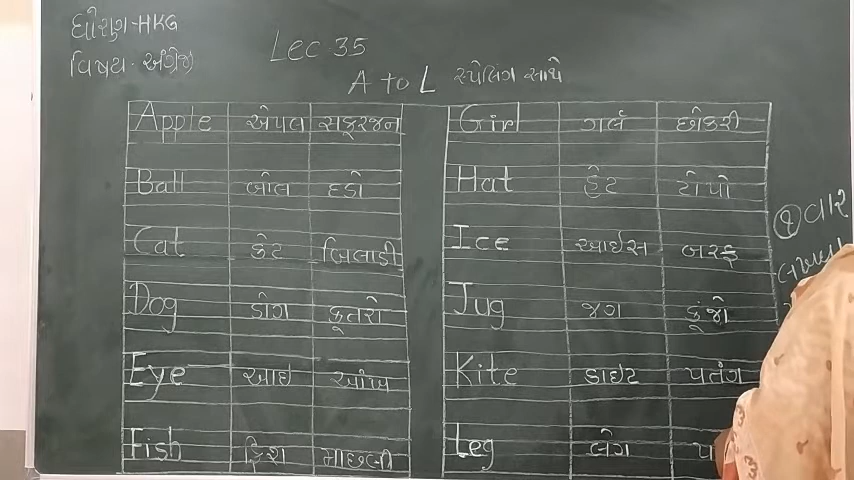 ધોરણ-HKG
વિષય-અંગ્રેજી
Lec 35
A to L સ્પેલિંગ સાથે
Apple એપલ સફરજન
Ball બોલ દડો
Cat કેટ બિલાડી
Dog ડોગ કૂતરો
Eye આઇ આંખ
Fish ફિશ માછલી
Girl ગર્લ છોકરી
Hat હેટ ટોપો
Ice આઇસ બરફ
Jug જગ કૂંજો
Kite કાઇટ પતંગ
Leg લેગ પ
૧ વાર